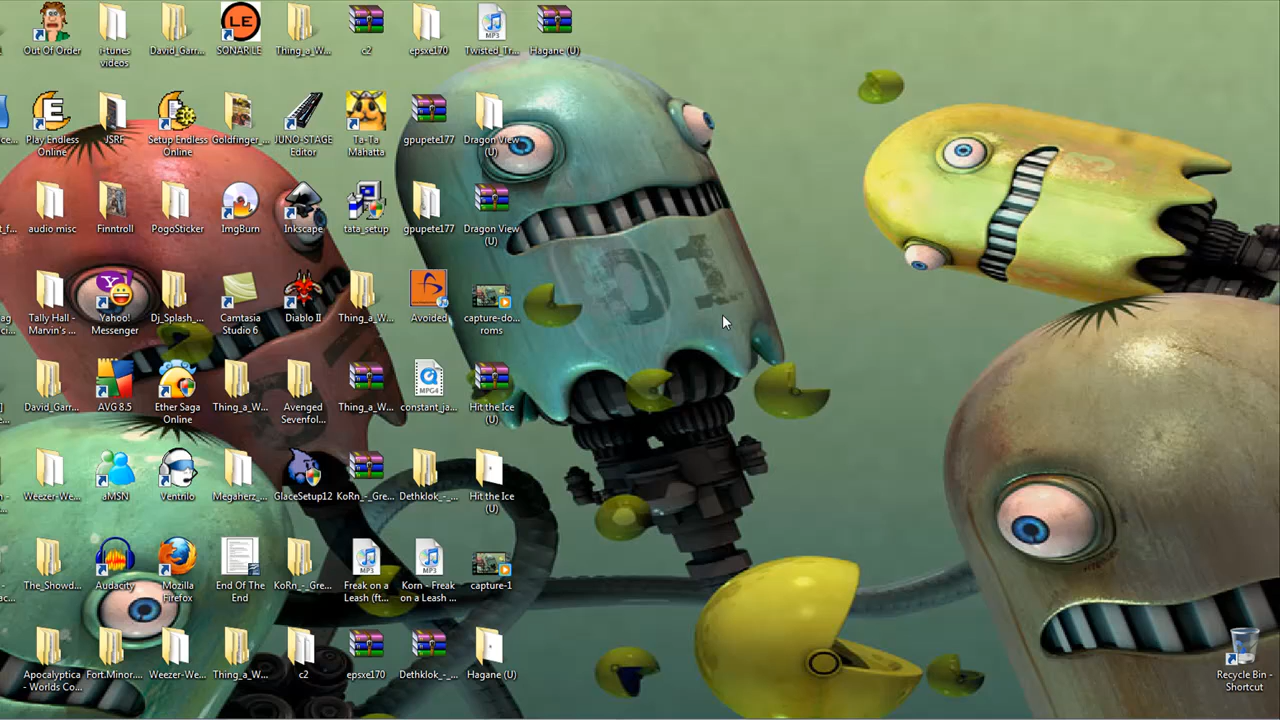 Out Of Order
i-tunes
videos
David_Garr...
SONAR LE
Thing_a_W...
c2
epsxe170
Twisted_Tr...
Hagane (U)
Play Endless
Online
JSRF
Setup Endless
Online
Goldfinger_...
JUNO-STAGE
Editor
Ta-Ta
Mahatta
gpupete177
Dragon View
(U)
audio misc
Finntroll
PogoSticker
ImgBurn
Inkscape
tata_setup
gpupete177
Dragon View
(U)
Tally Hall -
Marvin's ...
Yahoo!
Messenger
Dj_Splash_...
Camtasia
Studio 6
Diablo II
Thing_a_W...
Avoided
capture-do...
roms
David_Garr...
AVG 8.5
Ether Saga
Online
Thing_a_W...
Avenged
Sevenfol...
Thing_a_W...
constant_ja...
Hit the Ice
(U)
Weezer-We...
aMSN
Ventrilo
Megaherz_...
GlaceSetup12
KoRn_-_Gre...
Dethklok_-_...
Hit the Ice
(U)
The_Showd...
Audacity
Mozilla
Firefox
End Of The
End
KoRn_-_Gre...
Freak on a
Leash (ft...
Korn - Freak
on a Leash ...
capture-1
Apocalyptica
- Worlds Co...
Fort.Minor....
Weezer-We...
Thing_a_W...
c2
epsxe170
Dethklok_-_...
Hagane (U)
Recycle Bin -
Shortcut
LE
MP3
MPG4
MP3
MP3
01